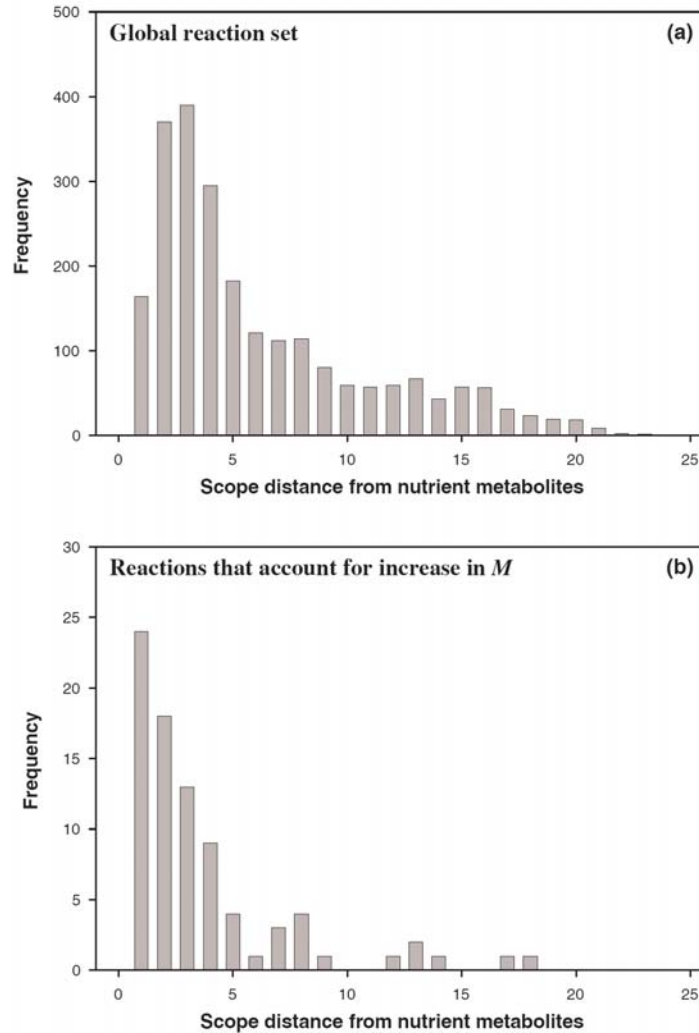 Global reaction set
(a)
500
400
300
200
100
0
Frequency
0 5 10 15 20 25
Scope distance from nutrient metabolites
Reactions that account for increase in M
(b)
30
25
20
15
10
5
0
Frequency
0 5 10 15 20 25
Scope distance from nutrient metabolites